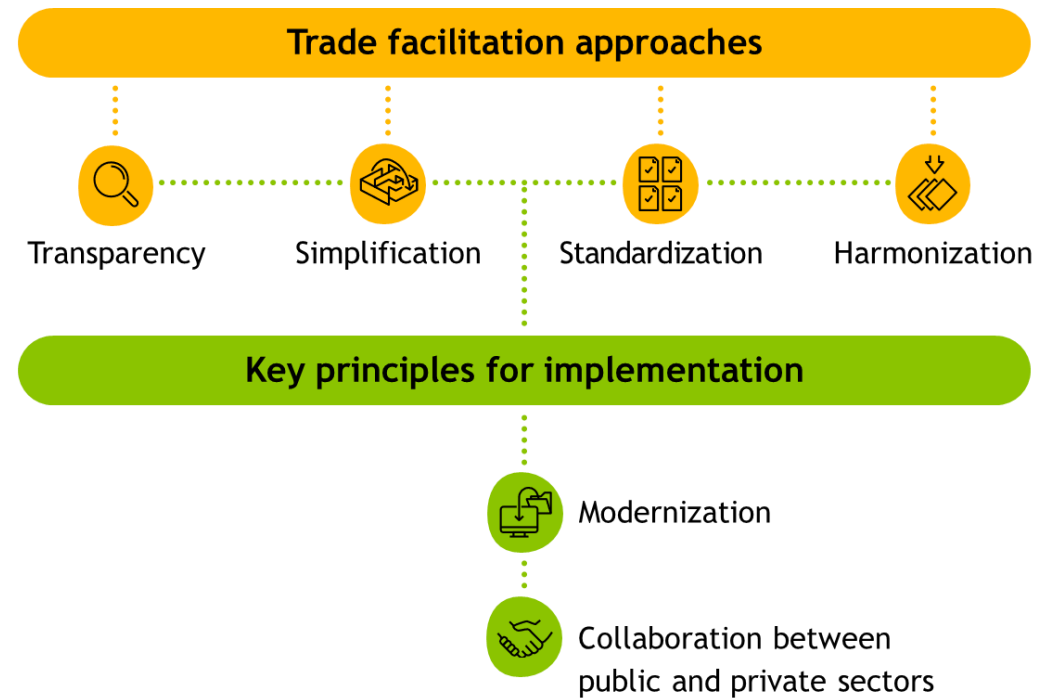 Trade facilitation approaches
Transparency
Simplification
Standardization
Harmonization
Key principles for implementation
Modernization
Collaboration between
public and private sectors